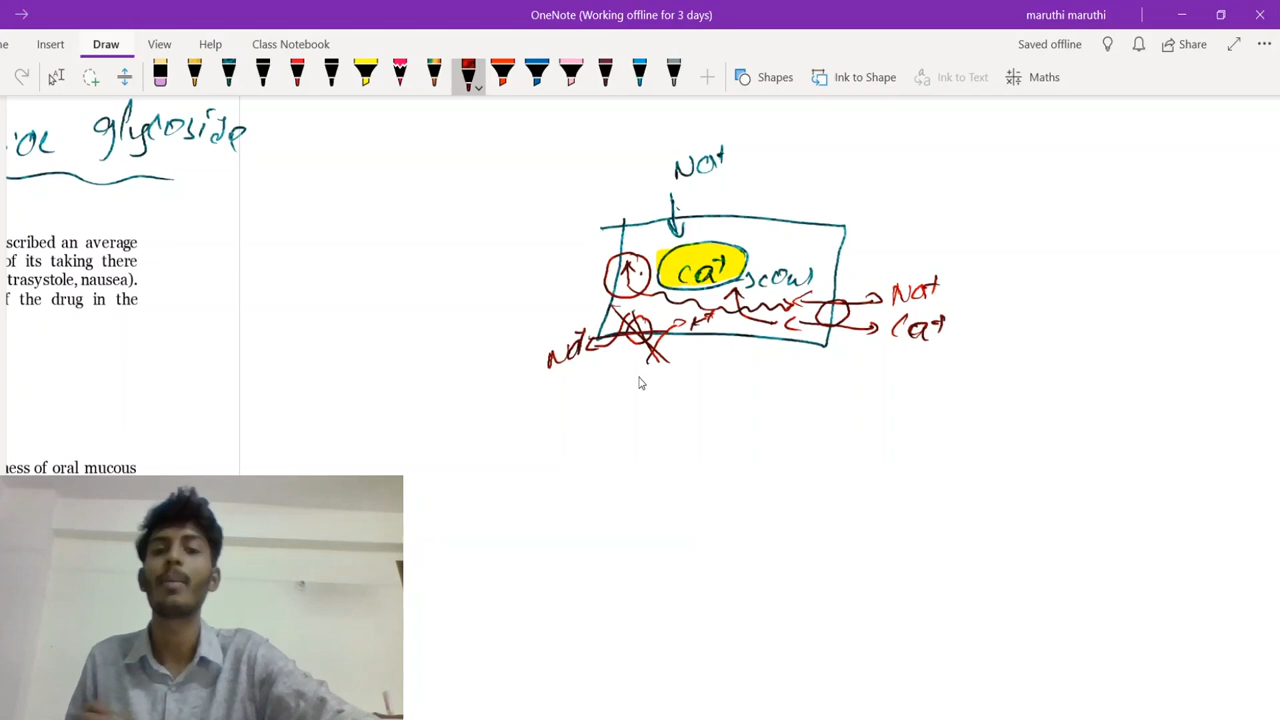 OneNote (Working offline for 3 days)
maruthi maruthi
Insert Draw View Help Class Notebook
Saved offline
Share
Shapes
Ink to Shape
Ink to Text
Maths
glycoside
Na+
scribed an average
of its taking there
trasystole, nausea).
f the drug in the
Ca+
Na+
Ca+
Na+
K+
ness of oral mucous